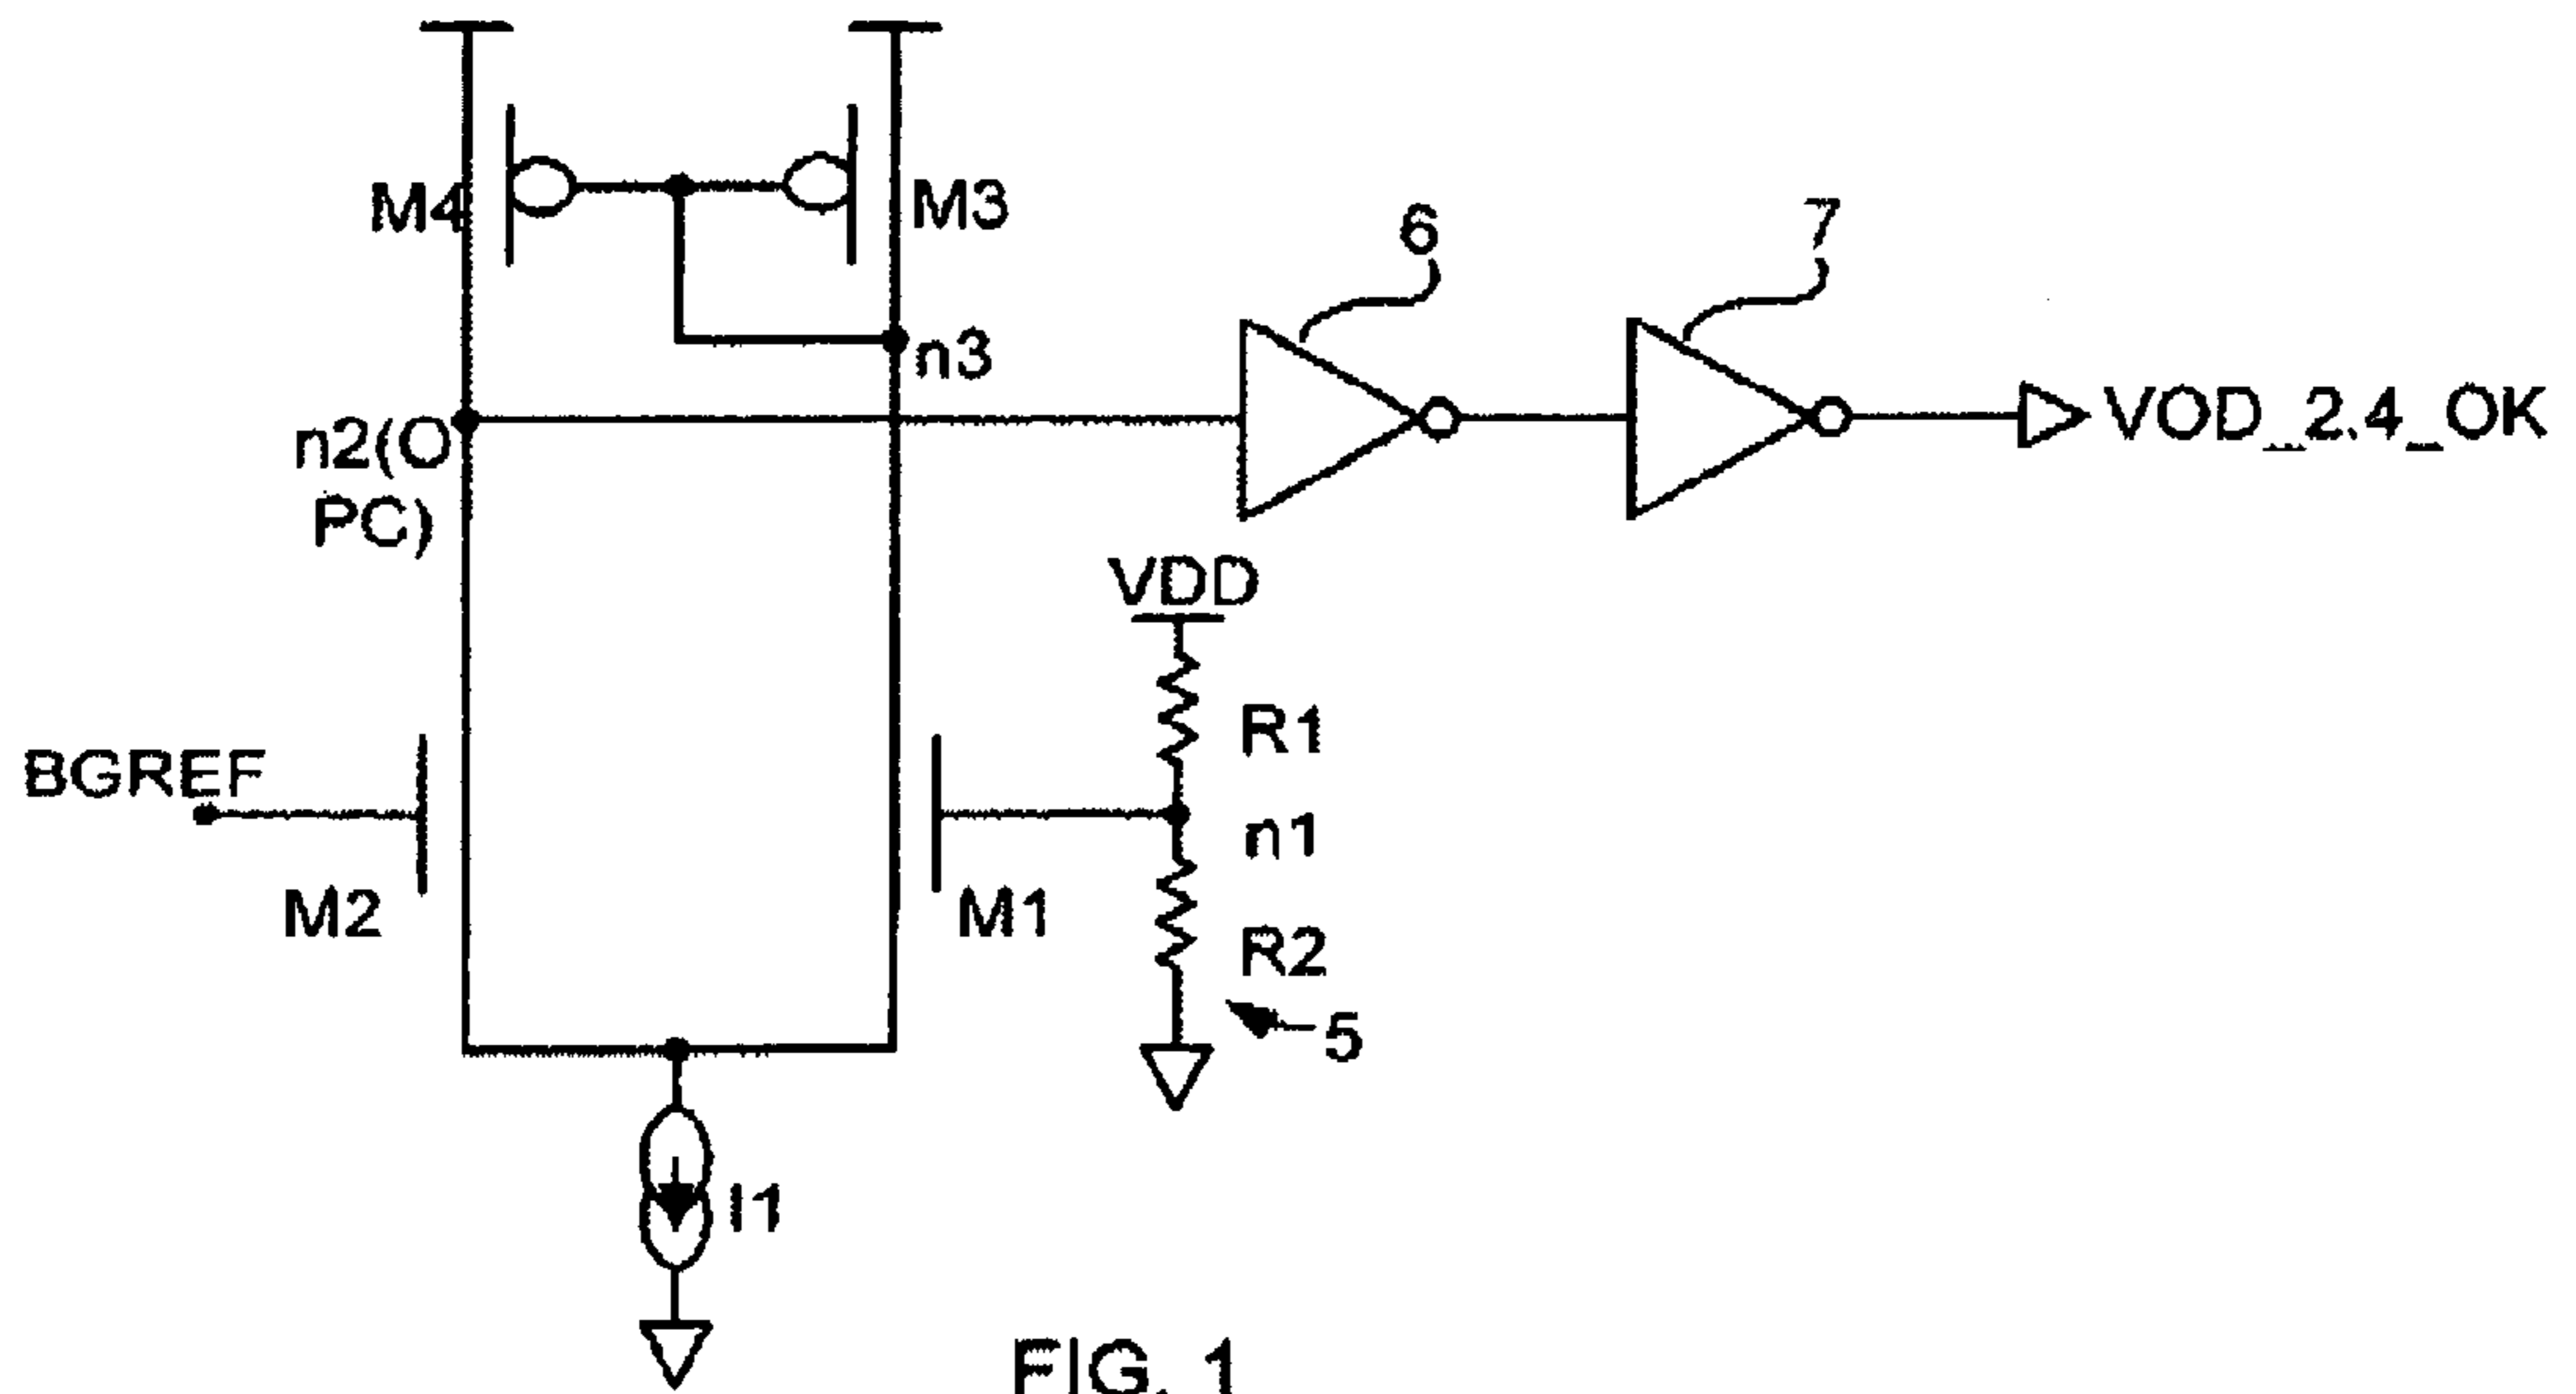 M4
M3
6
7
n3
n2(O
PC)
VOD_2.4_OK
VDD
R1
BGREF
n1
M2
M1
R2
5
I1
FIG. 1